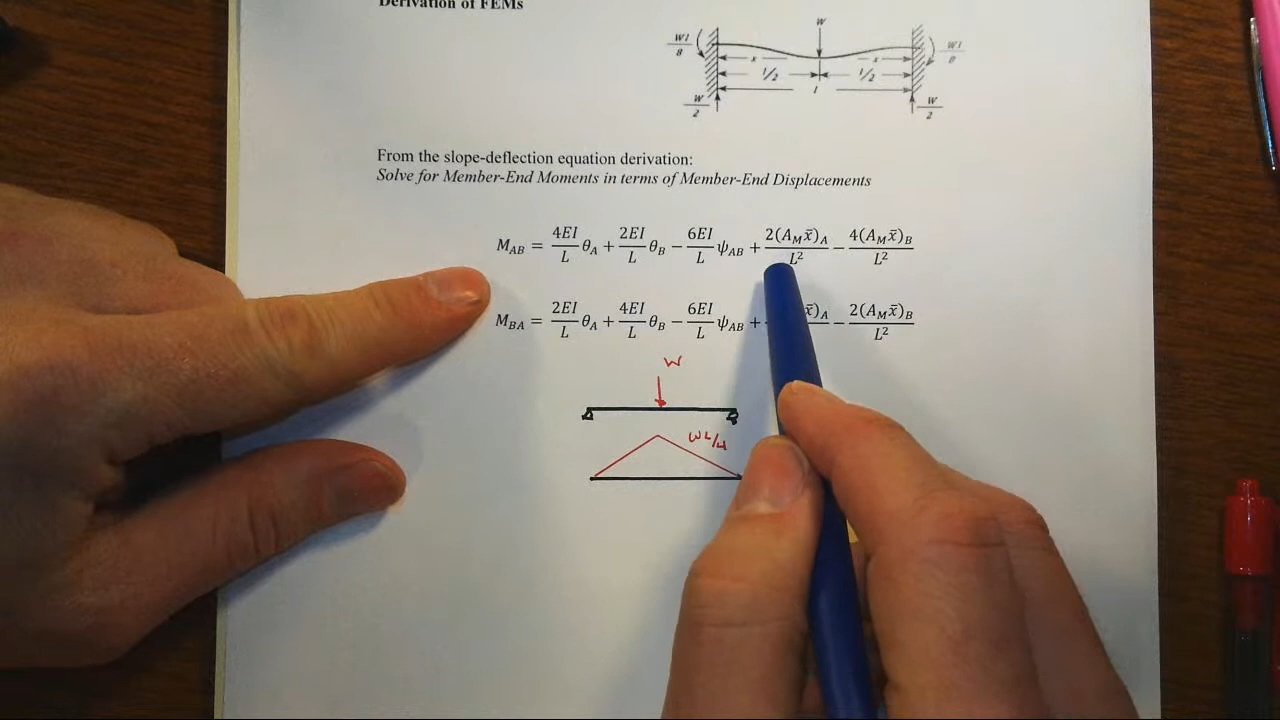 Derivation of FEMs
W
Wl/8 Wl/8
x x
l/2 l/2
l
W/2 W/2
From the slope-deflection equation derivation:
Solve for Member-End Moments in terms of Member-End Displacements
M_AB = 4EI/L θ_A + 2EI/L θ_B − 6EI/L ψ_AB + 2(A_M x̄)_A/L² − 4(A_M x̄)_B/L²
M_BA = 2EI/L θ_A + 4EI/L θ_B − 6EI/L ψ_AB + x̄)_A − 2(A_M x̄)_B/L²
W
WL/4